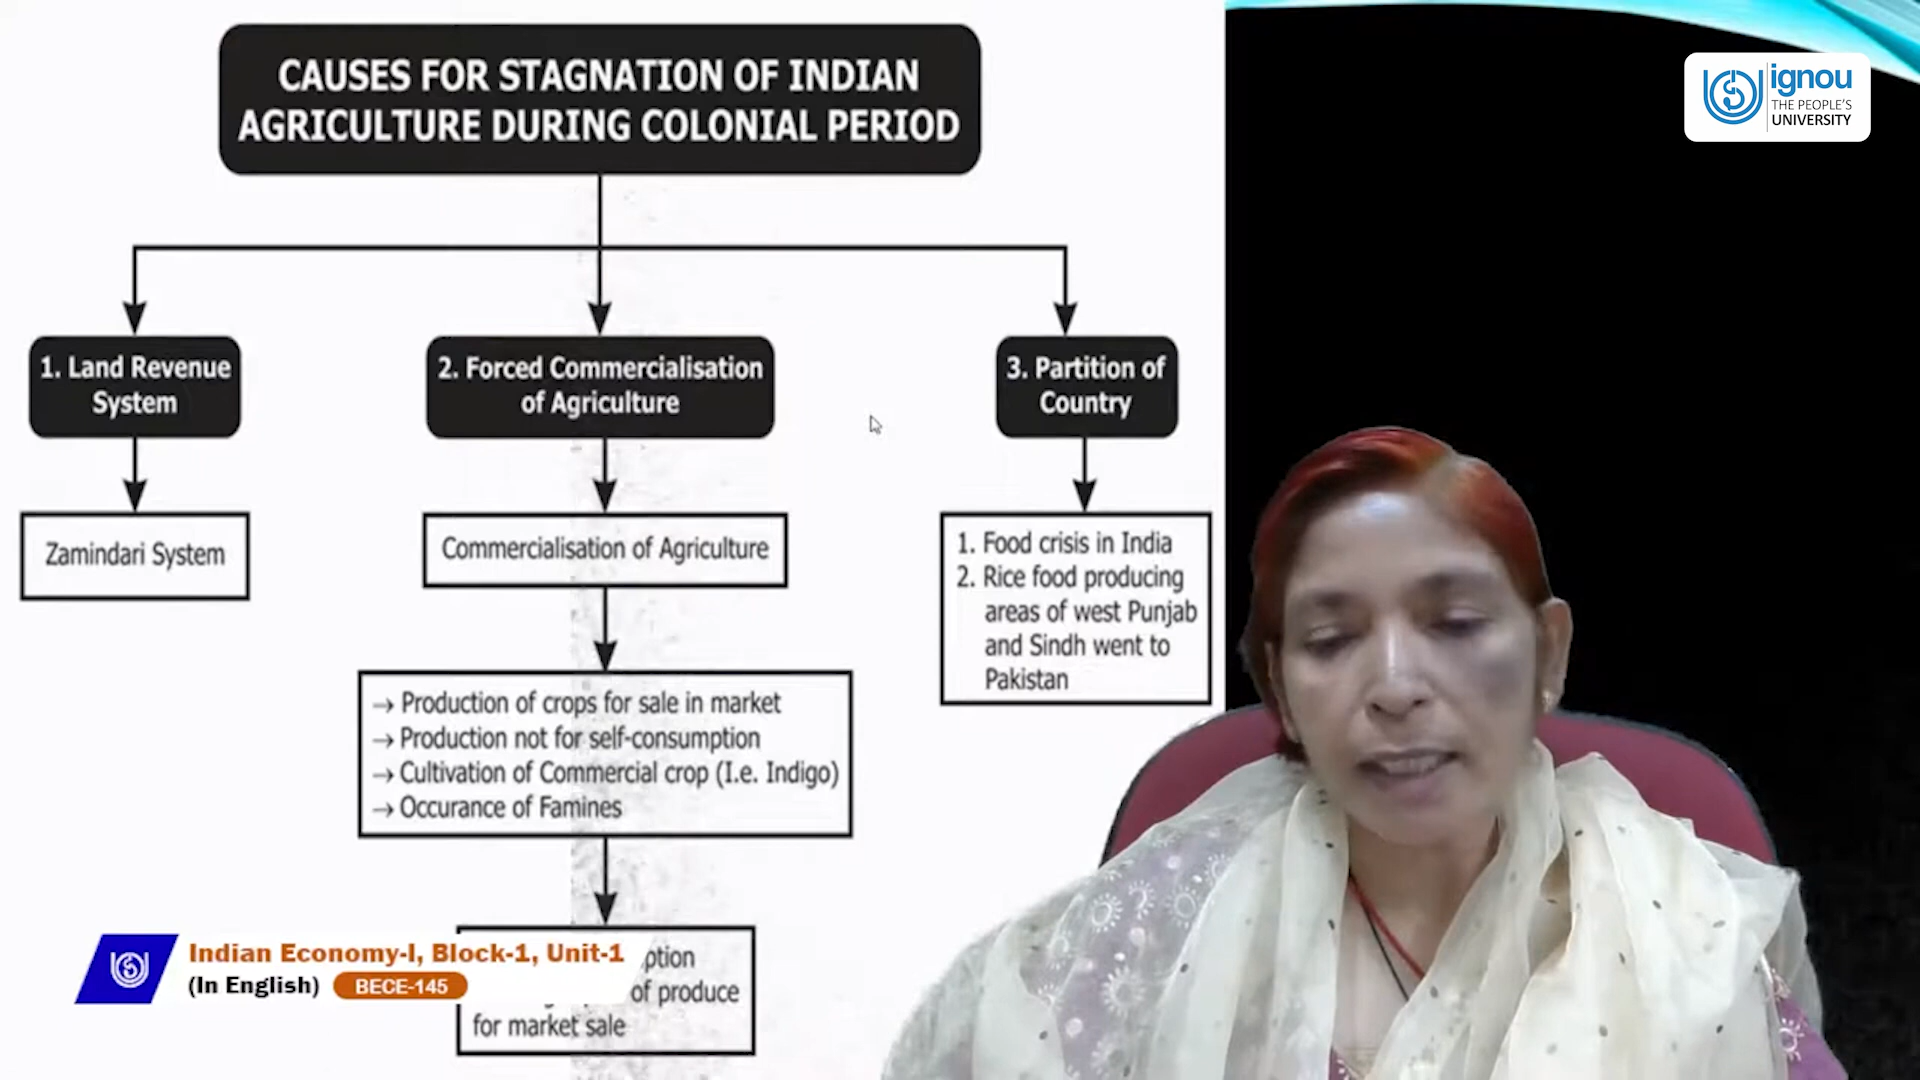 CAUSES FOR STAGNATION OF INDIAN
AGRICULTURE DURING COLONIAL PERIOD
ignou
THE PEOPLE'S
UNIVERSITY
1. Land Revenue
System
2. Forced Commercialisation
of Agriculture
3. Partition of
Country
Zamindari System
Commercialisation of Agriculture
1. Food crisis in India
2. Rice food producing
areas of west Punjab
and Sindh went to
Pakistan
→ Production of crops for sale in market
→ Production not for self-consumption
→ Cultivation of Commercial crop (I.e. Indigo)
→ Occurance of Famines
ption
of produce
for market sale
Indian Economy-I, Block-1, Unit-1
(In English) BECE-145